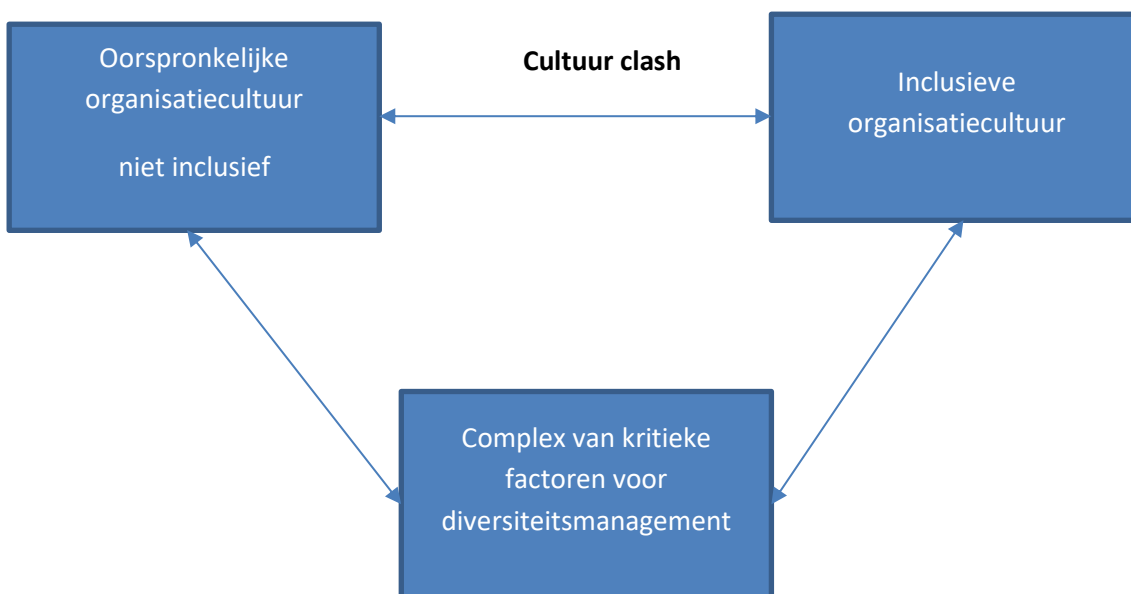 Oorspronkelijke
organisatiecultuur
niet inclusief
Cultuur clash
Inclusieve
organisatiecultuur
Complex van kritieke
factoren voor
diversiteitsmanagement